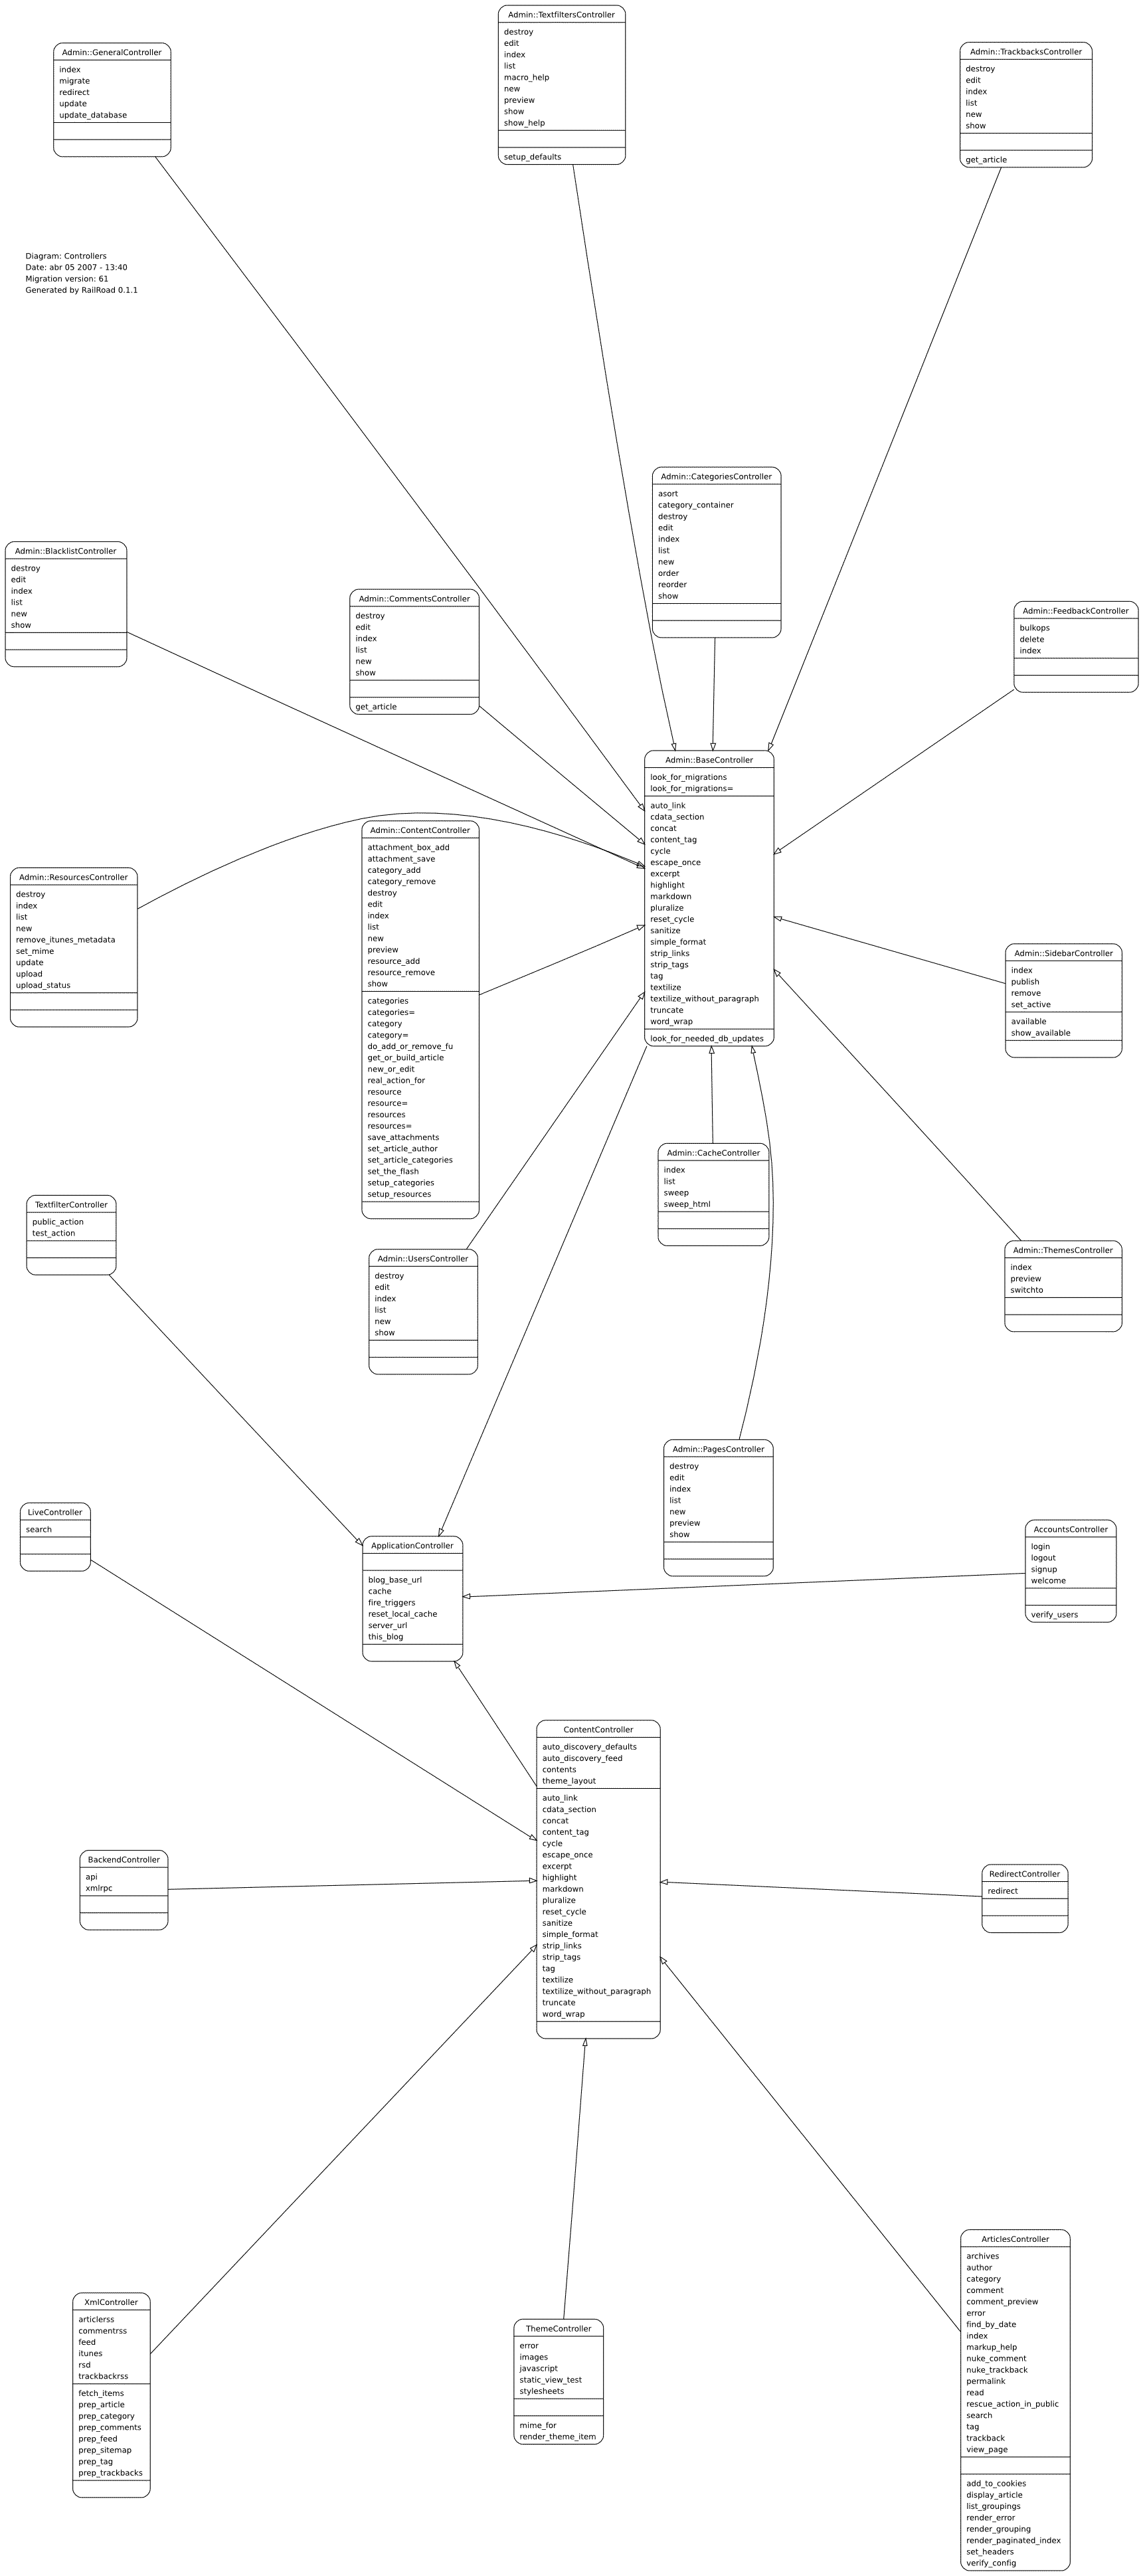 Admin::TextfiltersController
destroy
edit
index
list
macro_help
new
preview
show
show_help
setup_defaults
Admin::GeneralController
index
migrate
redirect
update
update_database
Admin::TrackbacksController
destroy
edit
index
list
new
show
get_article
Diagram: Controllers
Date: abr 05 2007 - 13:40
Migration version: 61
Generated by RailRoad 0.1.1
Admin::CategoriesController
asort
category_container
destroy
edit
index
list
new
order
reorder
show
Admin::BlacklistController
destroy
edit
index
list
new
show
Admin::CommentsController
destroy
edit
index
list
new
show
get_article
Admin::FeedbackController
bulkops
delete
index
Admin::BaseController
look_for_migrations
look_for_migrations=
auto_link
cdata_section
concat
content_tag
cycle
escape_once
excerpt
highlight
markdown
pluralize
reset_cycle
sanitize
simple_format
strip_links
strip_tags
tag
textilize
textilize_without_paragraph
truncate
word_wrap
look_for_needed_db_updates
Admin::ContentController
attachment_box_add
attachment_save
category_add
category_remove
destroy
edit
index
list
new
preview
resource_add
resource_remove
show
categories
categories=
category
category=
do_add_or_remove_fu
get_or_build_article
new_or_edit
real_action_for
resource
resource=
resources
resources=
save_attachments
set_article_author
set_article_categories
set_the_flash
setup_categories
setup_resources
Admin::ResourcesController
destroy
index
list
new
remove_itunes_metadata
set_mime
update
upload
upload_status
Admin::SidebarController
index
publish
remove
set_active
available
show_available
Admin::CacheController
index
list
sweep
sweep_html
TextfilterController
public_action
test_action
Admin::UsersController
destroy
edit
index
list
new
show
Admin::ThemesController
index
preview
switchto
Admin::PagesController
destroy
edit
index
list
new
preview
show
LiveController
search
ApplicationController
blog_base_url
cache
fire_triggers
reset_local_cache
server_url
this_blog
AccountsController
login
logout
signup
welcome
verify_users
ContentController
auto_discovery_defaults
auto_discovery_feed
contents
theme_layout
auto_link
cdata_section
concat
content_tag
cycle
escape_once
excerpt
highlight
markdown
pluralize
reset_cycle
sanitize
simple_format
strip_links
strip_tags
tag
textilize
textilize_without_paragraph
truncate
word_wrap
BackendController
api
xmlrpc
RedirectController
redirect
ArticlesController
archives
author
category
comment
comment_preview
error
find_by_date
index
markup_help
nuke_comment
nuke_trackback
permalink
read
rescue_action_in_public
search
tag
trackback
view_page
add_to_cookies
display_article
list_groupings
render_error
render_grouping
render_paginated_index
set_headers
verify_config
XmlController
articlerss
commentrss
feed
itunes
rsd
trackbackrss
fetch_items
prep_article
prep_category
prep_comments
prep_feed
prep_sitemap
prep_tag
prep_trackbacks
ThemeController
error
images
javascript
static_view_test
stylesheets
mime_for
render_theme_item